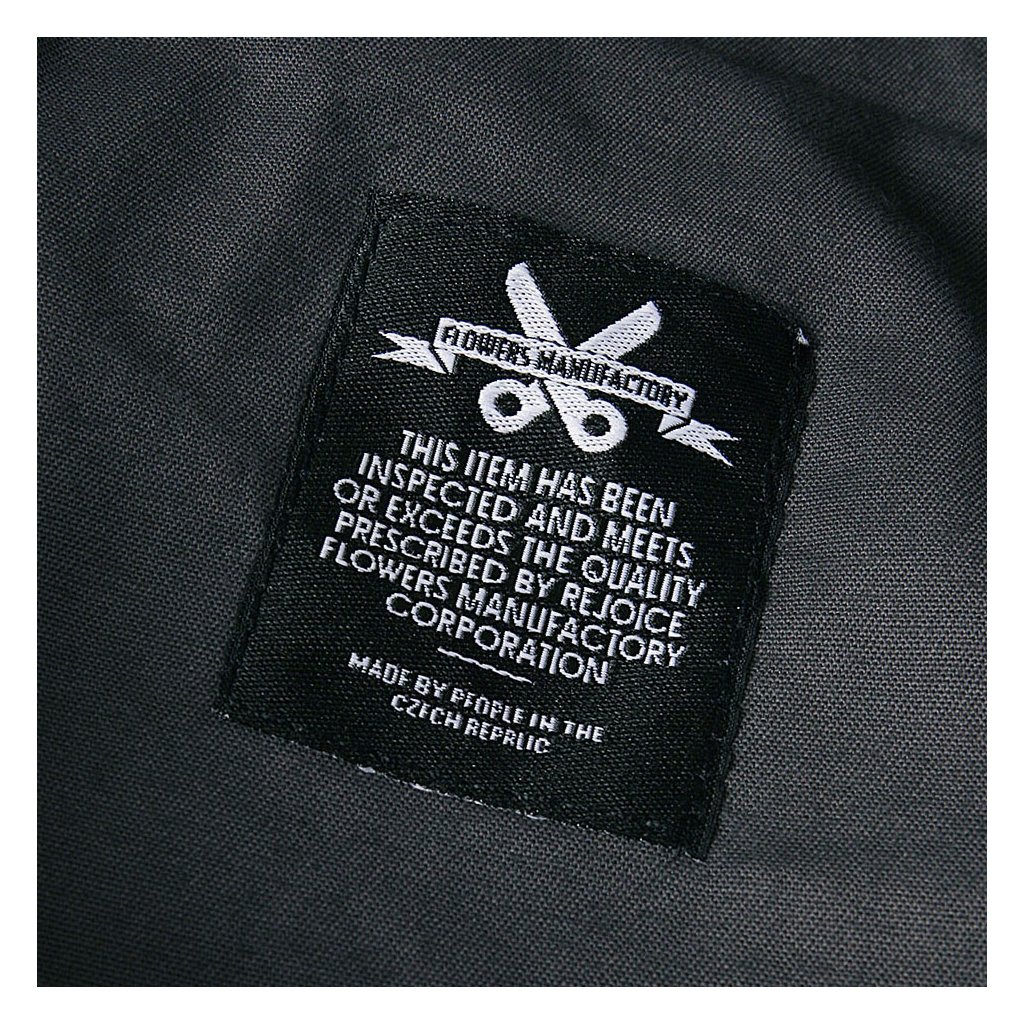 FLOWERS MANUFACTORY
THIS ITEM HAS BEEN
INSPECTED AND MEETS
OR EXCEEDS THE QUALITY
PRESCRIBED BY REJOICE
FLOWERS MANUFACTORY
CORPORATION
MADE BY PEOPLE IN THE
CZECH REPRLIC